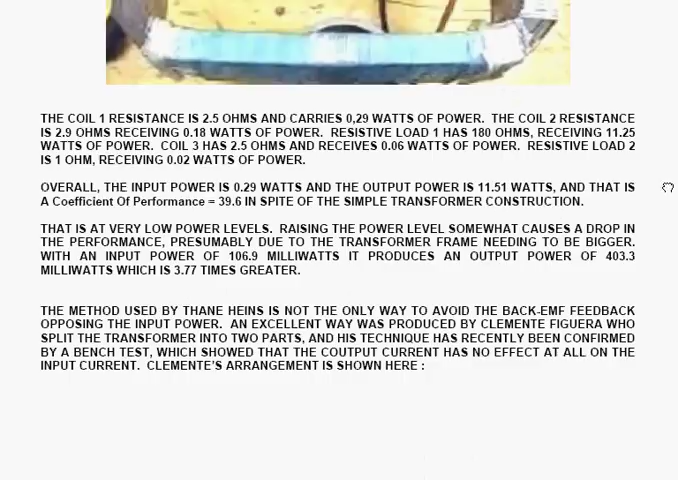 THE COIL 1 RESISTANCE IS 2.5 OHMS AND CARRIES 0,29 WATTS OF POWER. THE COIL 2 RESISTANCE
IS 2.9 OHMS RECEIVING 0.18 WATTS OF POWER. RESISTIVE LOAD 1 HAS 180 OHMS, RECEIVING 11.25
WATTS OF POWER. COIL 3 HAS 2.5 OHMS AND RECEIVES 0.06 WATTS OF POWER. RESISTIVE LOAD 2
IS 1 OHM, RECEIVING 0.02 WATTS OF POWER.
OVERALL, THE INPUT POWER IS 0.29 WATTS AND THE OUTPUT POWER IS 11.51 WATTS, AND THAT IS
A Coefficient Of Performance = 39.6 IN SPITE OF THE SIMPLE TRANSFORMER CONSTRUCTION.
THAT IS AT VERY LOW POWER LEVELS. RAISING THE POWER LEVEL SOMEWHAT CAUSES A DROP IN
THE PERFORMANCE, PRESUMABLY DUE TO THE TRANSFORMER FRAME NEEDING TO BE BIGGER.
WITH AN INPUT POWER OF 106.9 MILLIWATTS IT PRODUCES AN OUTPUT POWER OF 403.3
MILLIWATTS WHICH IS 3.77 TIMES GREATER.
THE METHOD USED BY THANE HEINS IS NOT THE ONLY WAY TO AVOID THE BACK-EMF FEEDBACK
OPPOSING THE INPUT POWER. AN EXCELLENT WAY WAS PRODUCED BY CLEMENTE FIGUERA WHO
SPLIT THE TRANSFORMER INTO TWO PARTS, AND HIS TECHNIQUE HAS RECENTLY BEEN CONFIRMED
BY A BENCH TEST, WHICH SHOWED THAT THE COUTPUT CURRENT HAS NO EFFECT AT ALL ON THE
INPUT CURRENT. CLEMENTE'S ARRANGEMENT IS SHOWN HERE :